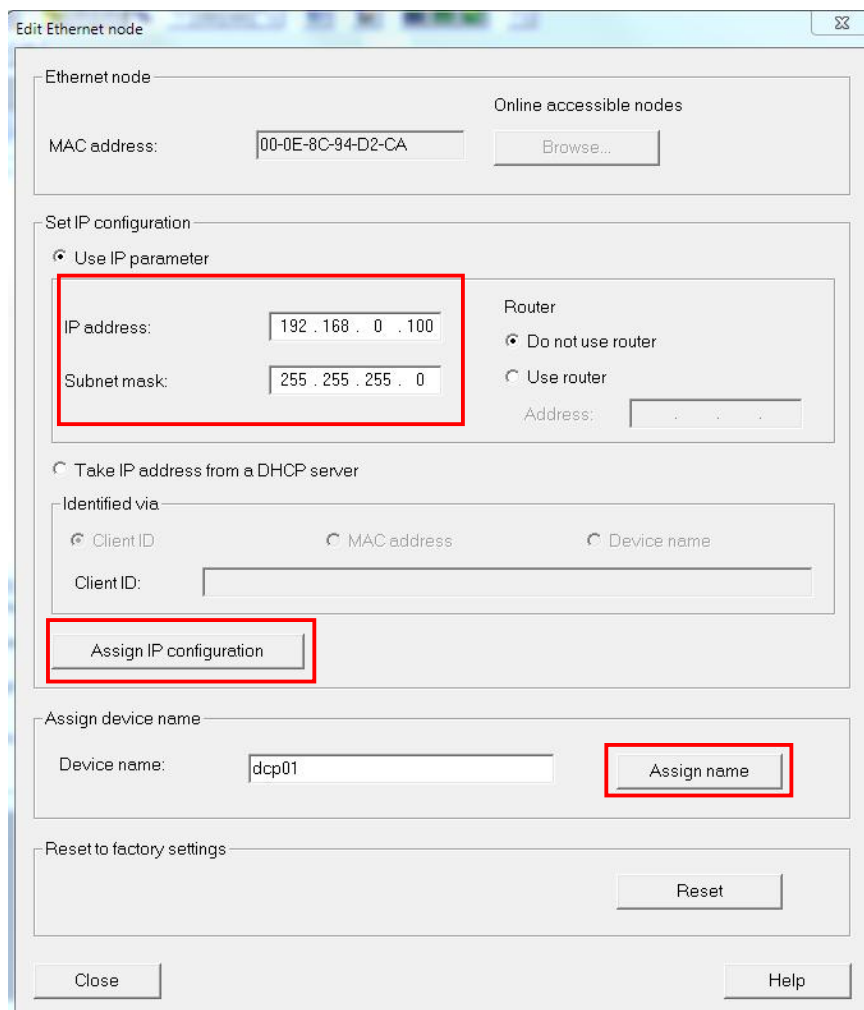 Edit Ethernet node
Ethernet node
Online accessible nodes
MAC address: 00-0E-8C-94-D2-CA Browse...
Set IP configuration
Use IP parameter
Router
IP address: 192 . 168 . 0 . 100
Do not use router
Subnet mask: 255 . 255 . 255 . 0
Use router
Address: . . .
Take IP address from a DHCP server
Identified via
Client ID MAC address Device name
Client ID:
Assign IP configuration
Assign device name
Device name: dcp01 Assign name
Reset to factory settings
Reset
Close Help